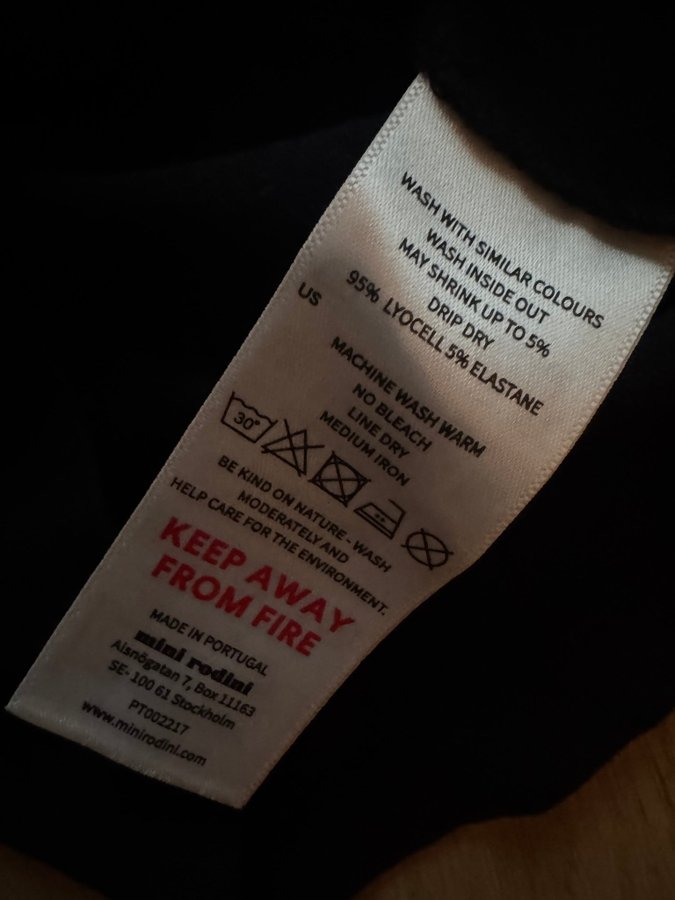 WASH WITH SIMILAR COLOURS
WASH INSIDE OUT
MAY SHRINK UP TO 5%
DRIP DRY
US
95% LYOCELL 5% ELASTANE
MACHINE WASH WARM
NO BLEACH
LINE DRY
MEDIUM IRON
30°
BE KIND ON NATURE - WASH
MODERATELY AND
HELP CARE FOR THE ENVIRONMENT.
KEEP AWAY
FROM FIRE
MADE IN PORTUGAL
mini rodini
Alsnögatan 7, Box 11163
SE- 100 61 Stockholm
PT002217
www.minirodini.com